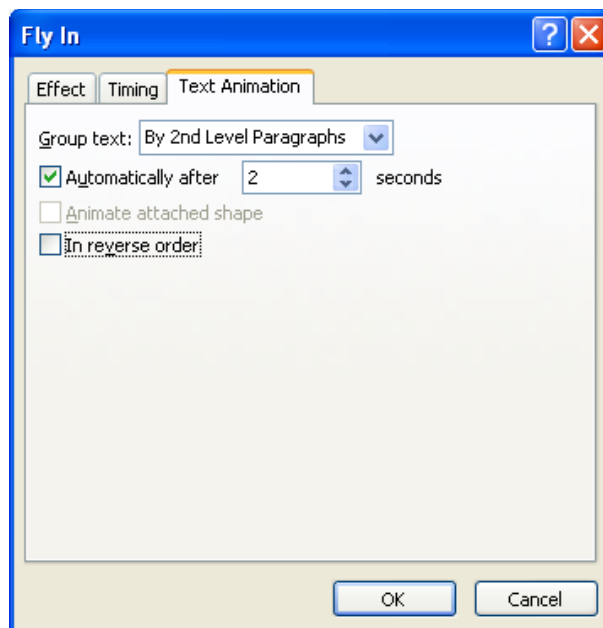 Fly In
Effect Timing Text Animation
Group text: By 2nd Level Paragraphs
Automatically after 2 seconds
Animate attached shape
In reverse order
OK Cancel